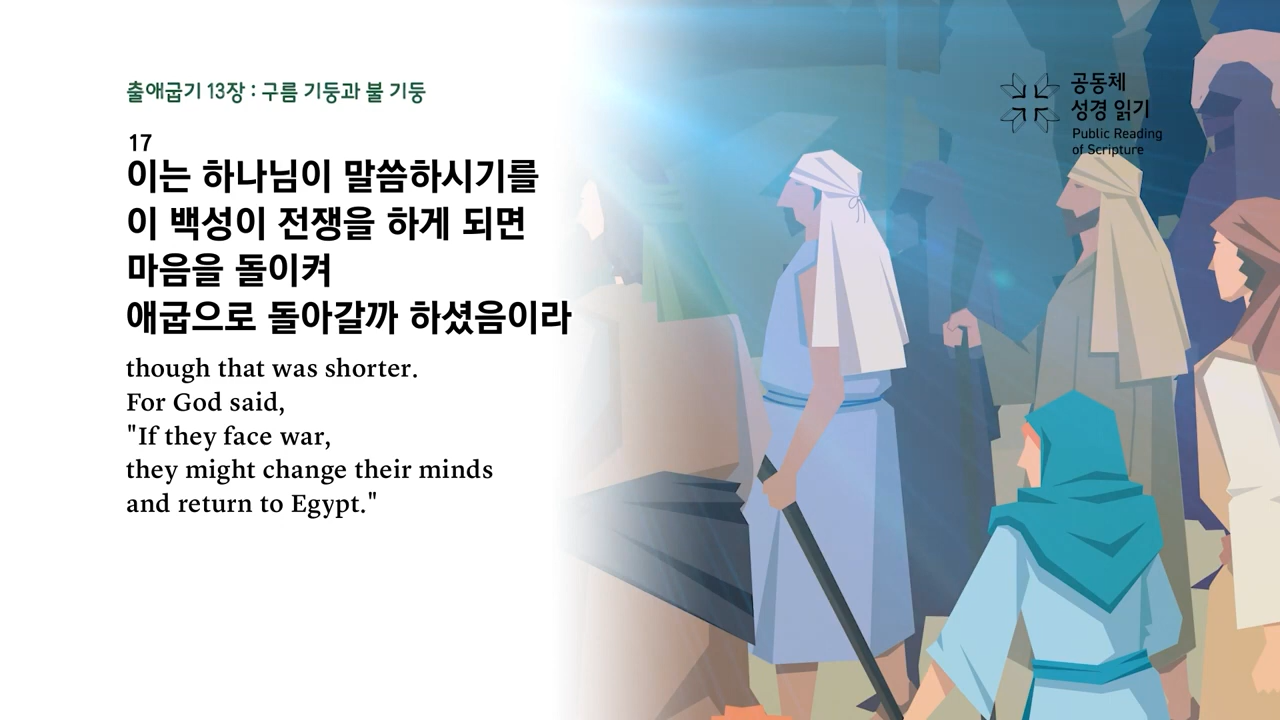 출애굽기 13장 : 구름 기둥과 불 기둥
공동체
성경 읽기
Public Reading
of Scripture
17
이는 하나님이 말씀하시기를
이 백성이 전쟁을 하게 되면
마음을 돌이켜
애굽으로 돌아갈까 하셨음이라
though that was shorter.
For God said,
"If they face war,
they might change their minds
and return to Egypt."